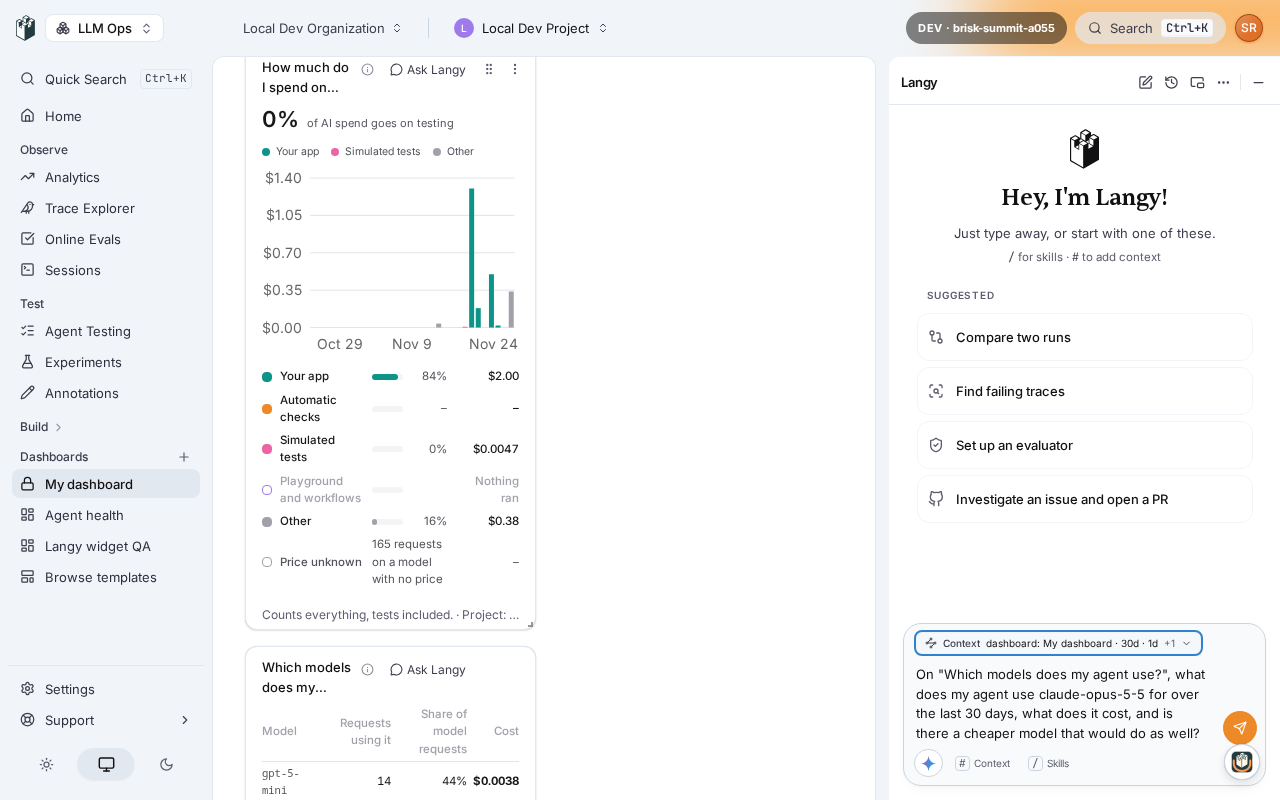 LLM Ops
Local Dev Organization
L
Local Dev Project
DEV · brisk-summit-a055
Search Ctrl+K
SR
Quick Search Ctrl+K
Home
Observe
Analytics
Trace Explorer
Online Evals
Sessions
Test
Agent Testing
Experiments
Annotations
Build
Dashboards
My dashboard
Agent health
Langy widget QA
Browse templates
Settings
Support
How much do
I spend on...
Ask Langy
0% of AI spend goes on testing
Your app Simulated tests Other
$1.40
$1.05
$0.70
$0.35
$0.00
Oct 29 Nov 9 Nov 24
Your app 84% $2.00
Automatic
checks – –
Simulated
tests 0% $0.0047
Playground
and workflows
Nothing
ran
Other 16% $0.38
Price unknown
165 requests
on a model
with no price
–
Counts everything, tests included. · Project: ...
Which models
does my...
Ask Langy
Model
Requests
using it
Share of
model
requests
Cost
gpt-5-
mini
14 44% $0.0038
Langy
Hey, I'm Langy!
Just type away, or start with one of these.
/ for skills · # to add context
SUGGESTED
Compare two runs
Find failing traces
Set up an evaluator
Investigate an issue and open a PR
Context dashboard: My dashboard · 30d · 1d +1
On "Which models does my agent use?", what
does my agent use claude-opus-5-5 for over
the last 30 days, what does it cost, and is
there a cheaper model that would do as well?
# Context / Skills